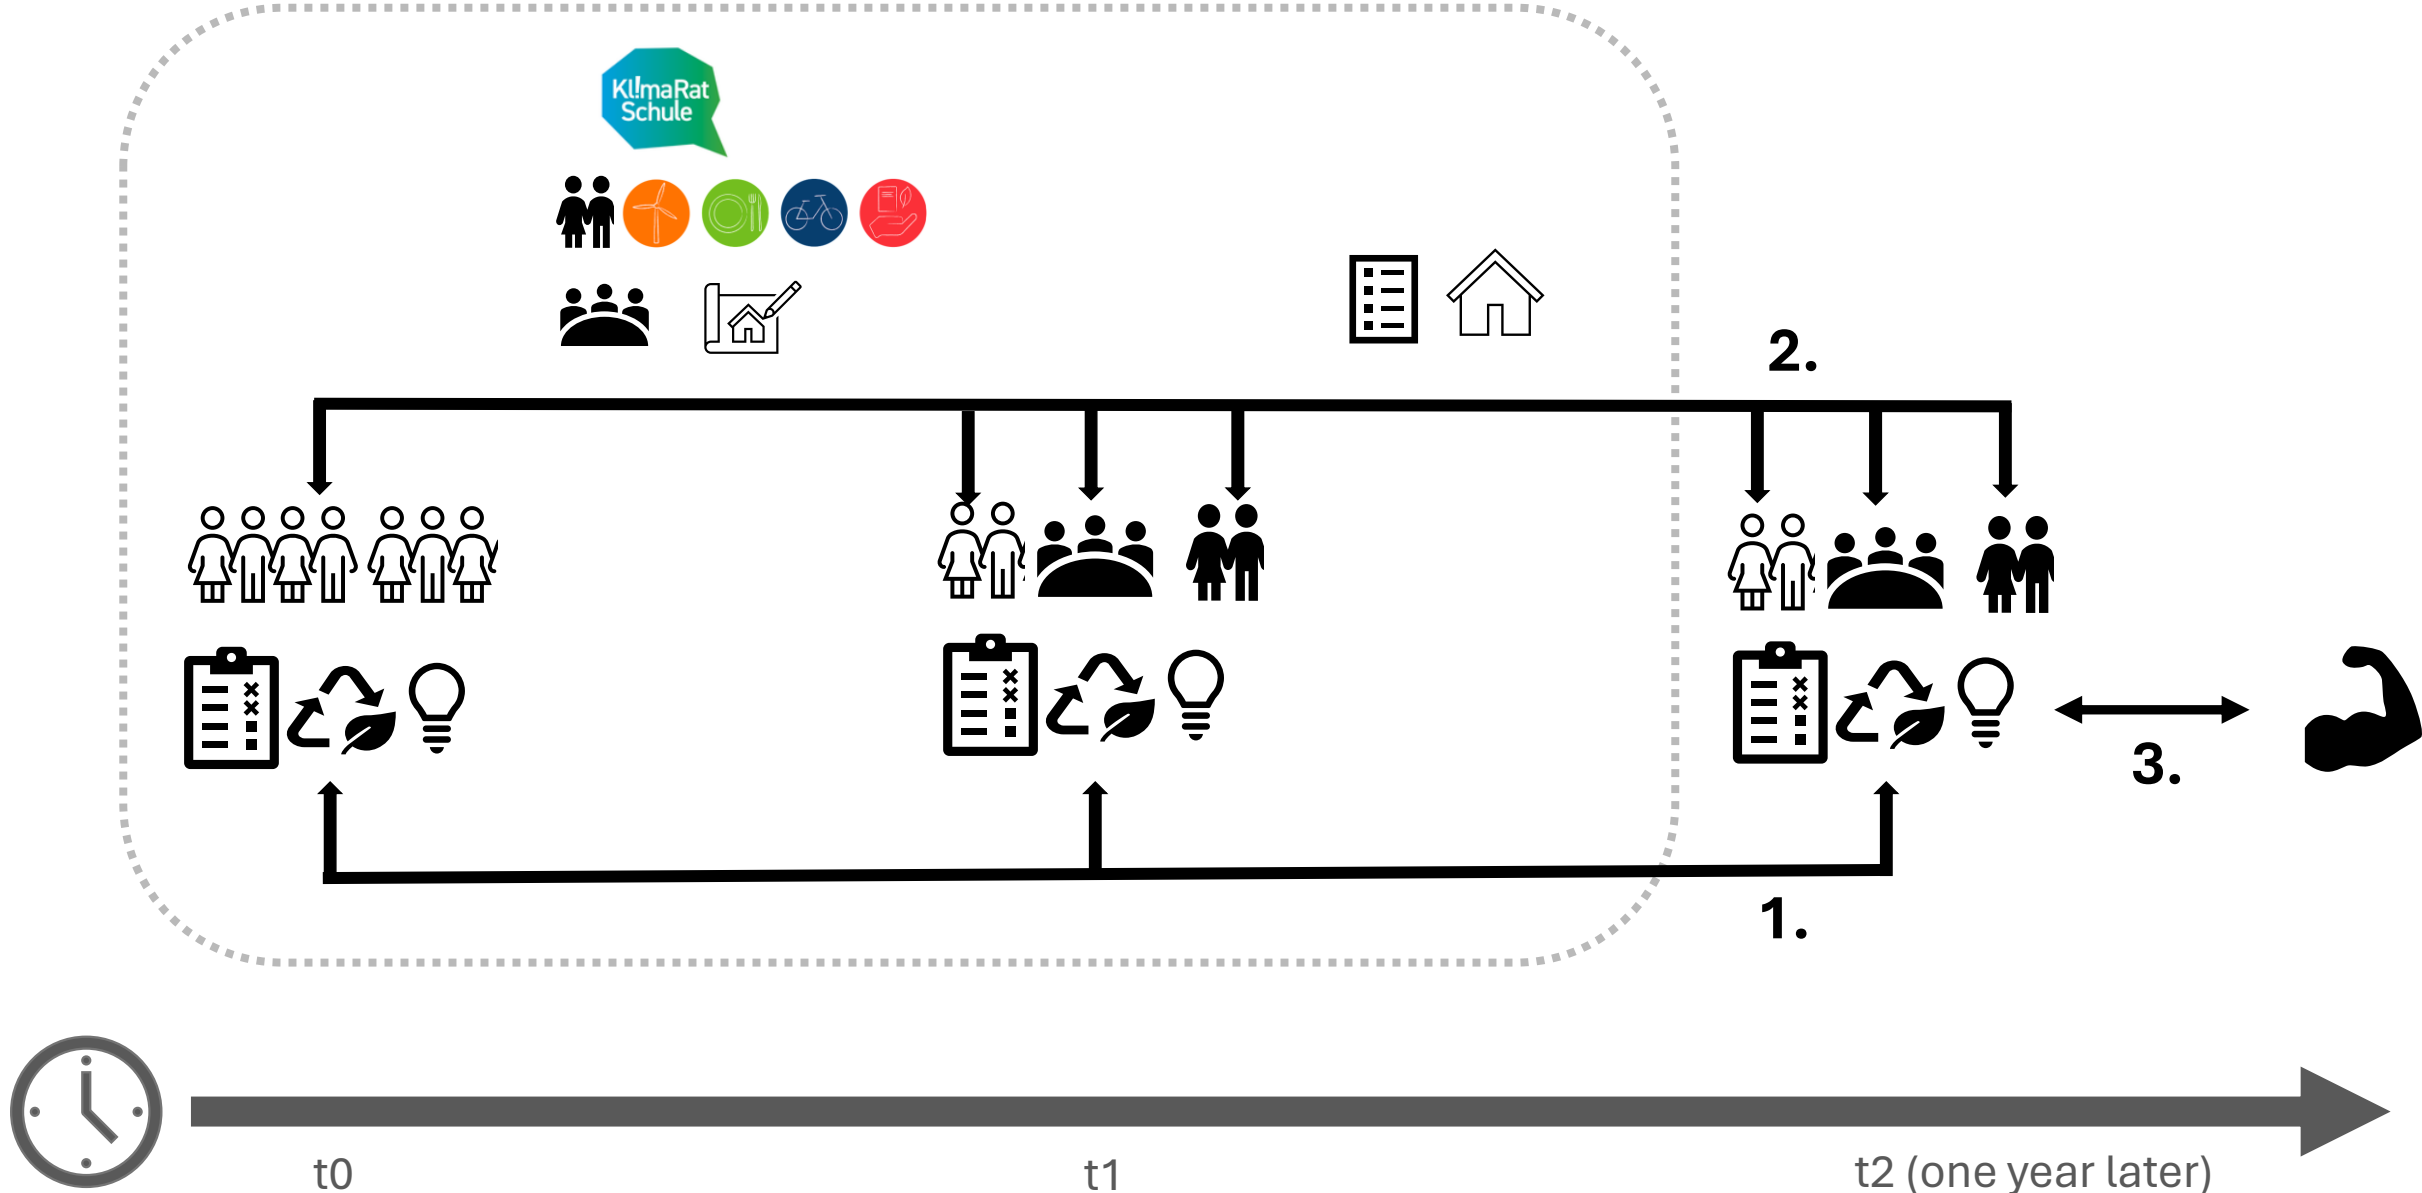 Kl!maRat
Schule
2.
3.
1.
t0
t1
t2 (one year later)